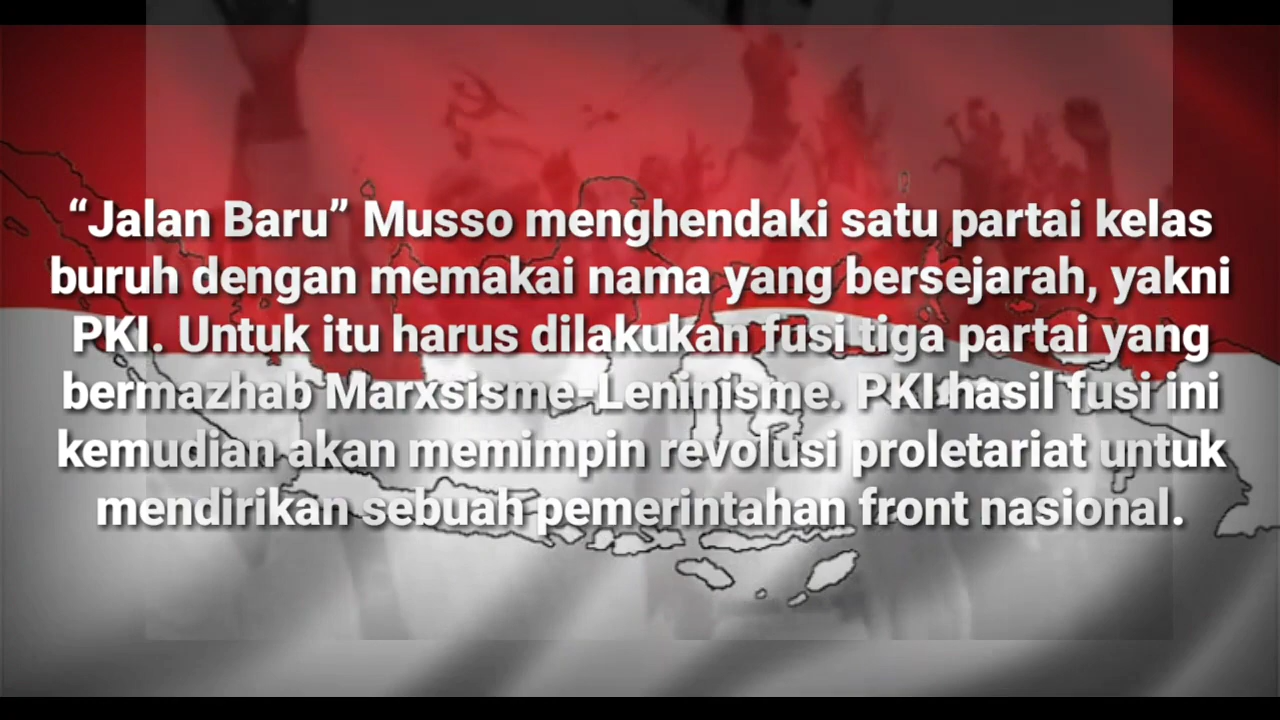 “Jalan Baru” Musso menghendaki satu partai kelas
buruh dengan memakai nama yang bersejarah, yakni
PKI. Untuk itu harus dilakukan fusi tiga partai yang
bermazhab Marxsisme-Leninisme. PKI hasil fusi ini
kemudian akan memimpin revolusi proletariat untuk
mendirikan sebuah pemerintahan front nasional.